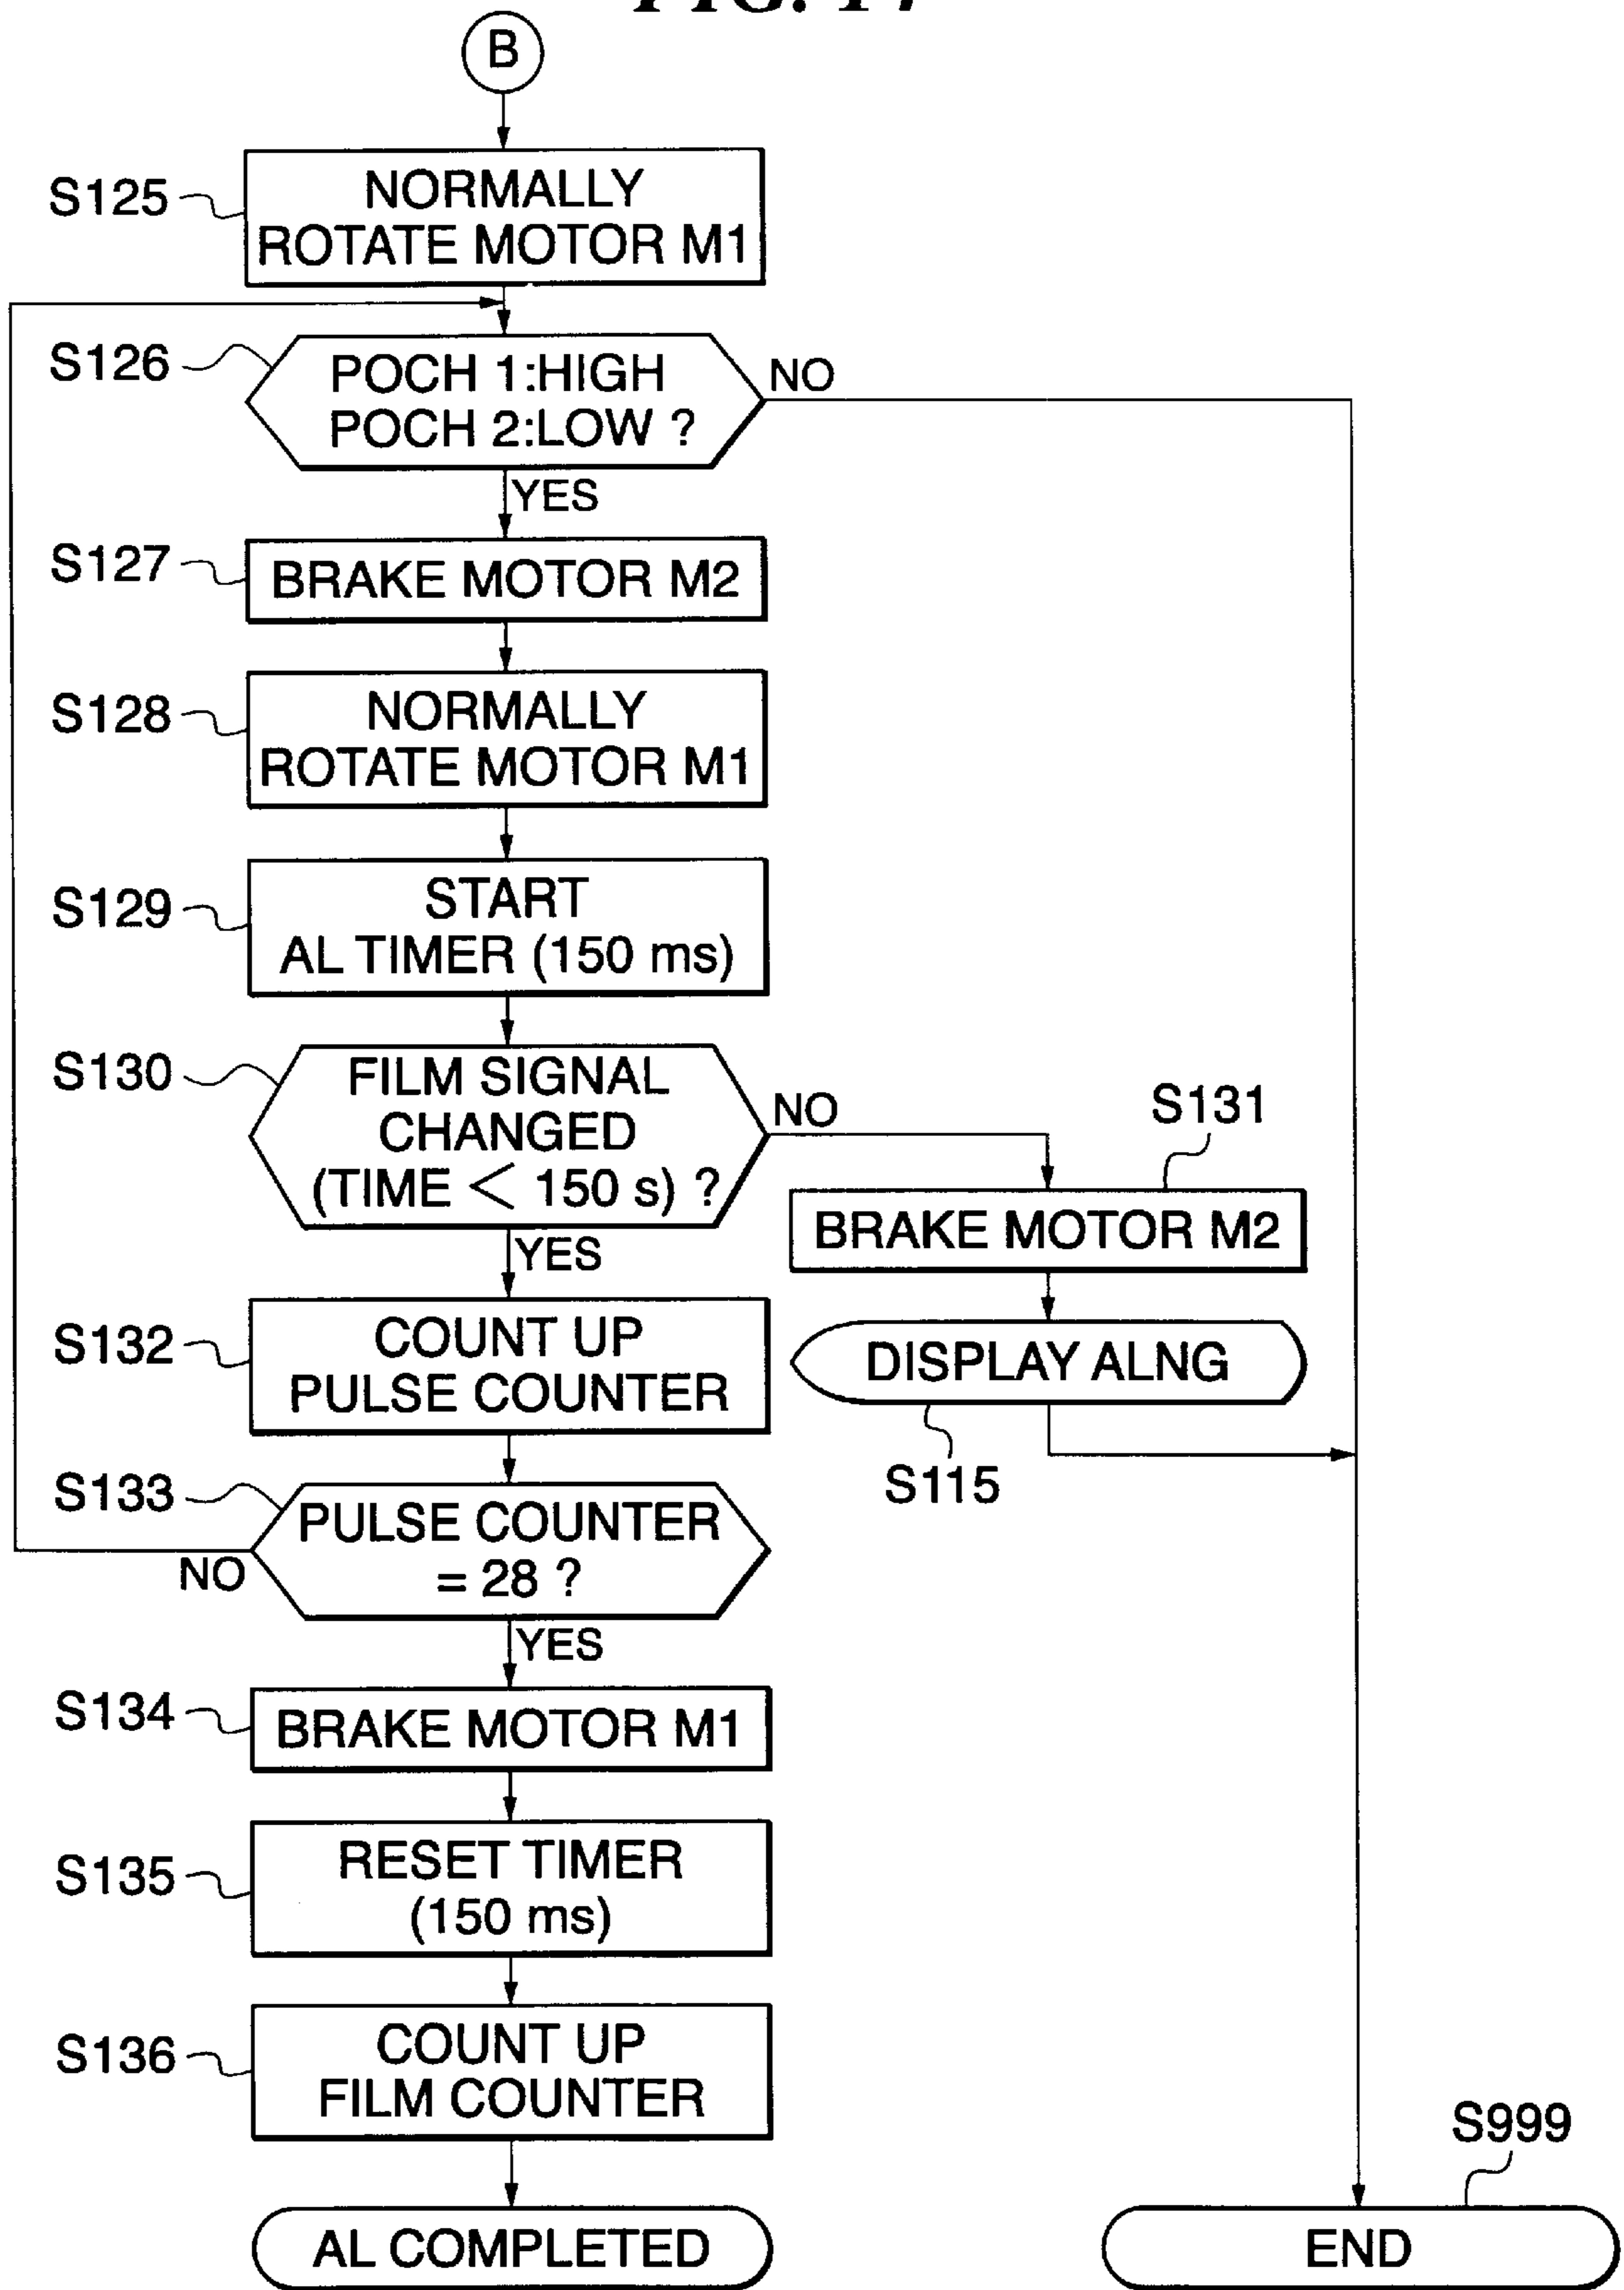 B
S125
NORMALLY
ROTATE MOTOR M1
S126
POCH 1:HIGH
POCH 2:LOW ?
NO
YES
S127
BRAKE MOTOR M2
S128
NORMALLY
ROTATE MOTOR M1
S129
START
AL TIMER (150 ms)
S130
FILM SIGNAL
CHANGED
(TIME < 150 s) ?
NO
YES
S131
BRAKE MOTOR M2
DISPLAY ALNG
S115
S132
COUNT UP
PULSE COUNTER
S133
PULSE COUNTER
= 28 ?
NO
YES
S134
BRAKE MOTOR M1
S135
RESET TIMER
(150 ms)
S136
COUNT UP
FILM COUNTER
AL COMPLETED
S999
END